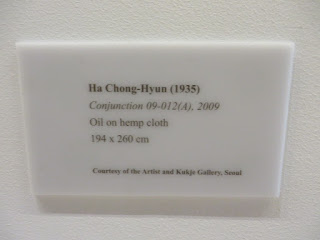 Ha Chong-Hyun (1935)
Conjunction 09-012(A), 2009
Oil on hemp cloth
194 x 260 cm
Courtesy of the Artist and Kukje Gallery, Seoul